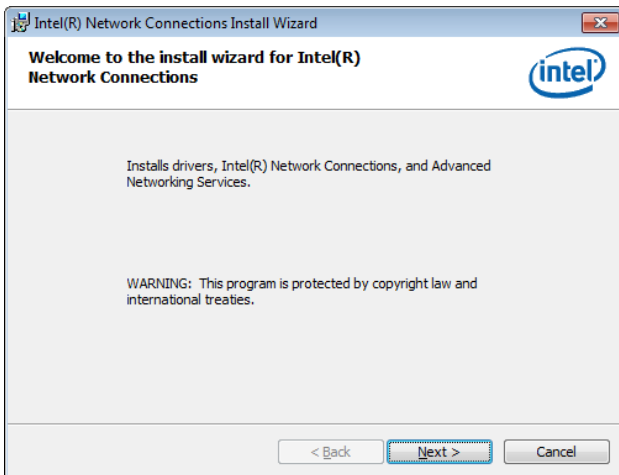 Intel(R) Network Connections Install Wizard
Welcome to the install wizard for Intel(R)
Network Connections
intel
Installs drivers, Intel(R) Network Connections, and Advanced
Networking Services.
WARNING: This program is protected by copyright law and
international treaties.
< Back
Next >
Cancel